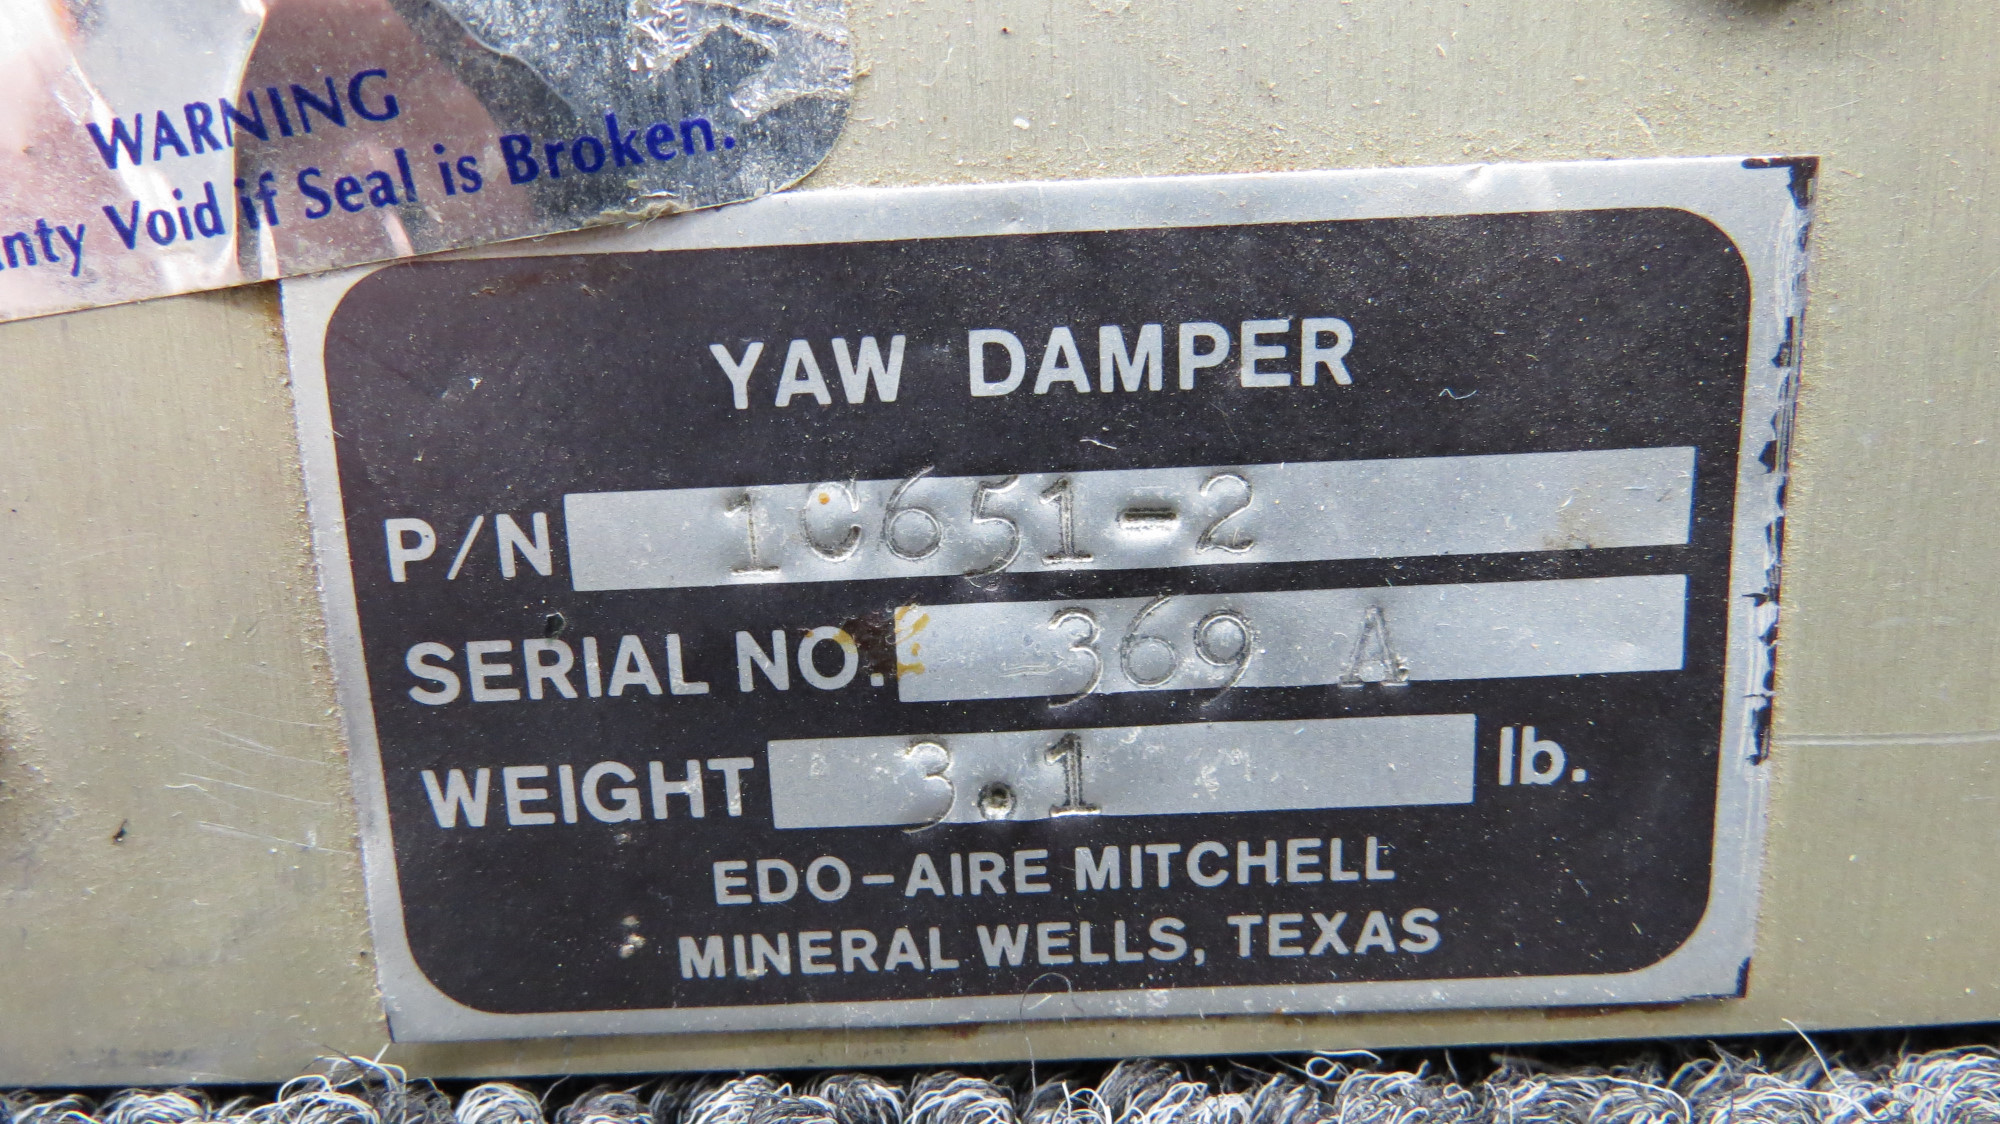 WARNING
nty Void if Seal is Broken.
YAW DAMPER
P/N 1C651-2
SERIAL NO. 369 A
WEIGHT 3.1 lb.
EDO-AIRE MITCHELL
MINERAL WELLS, TEXAS